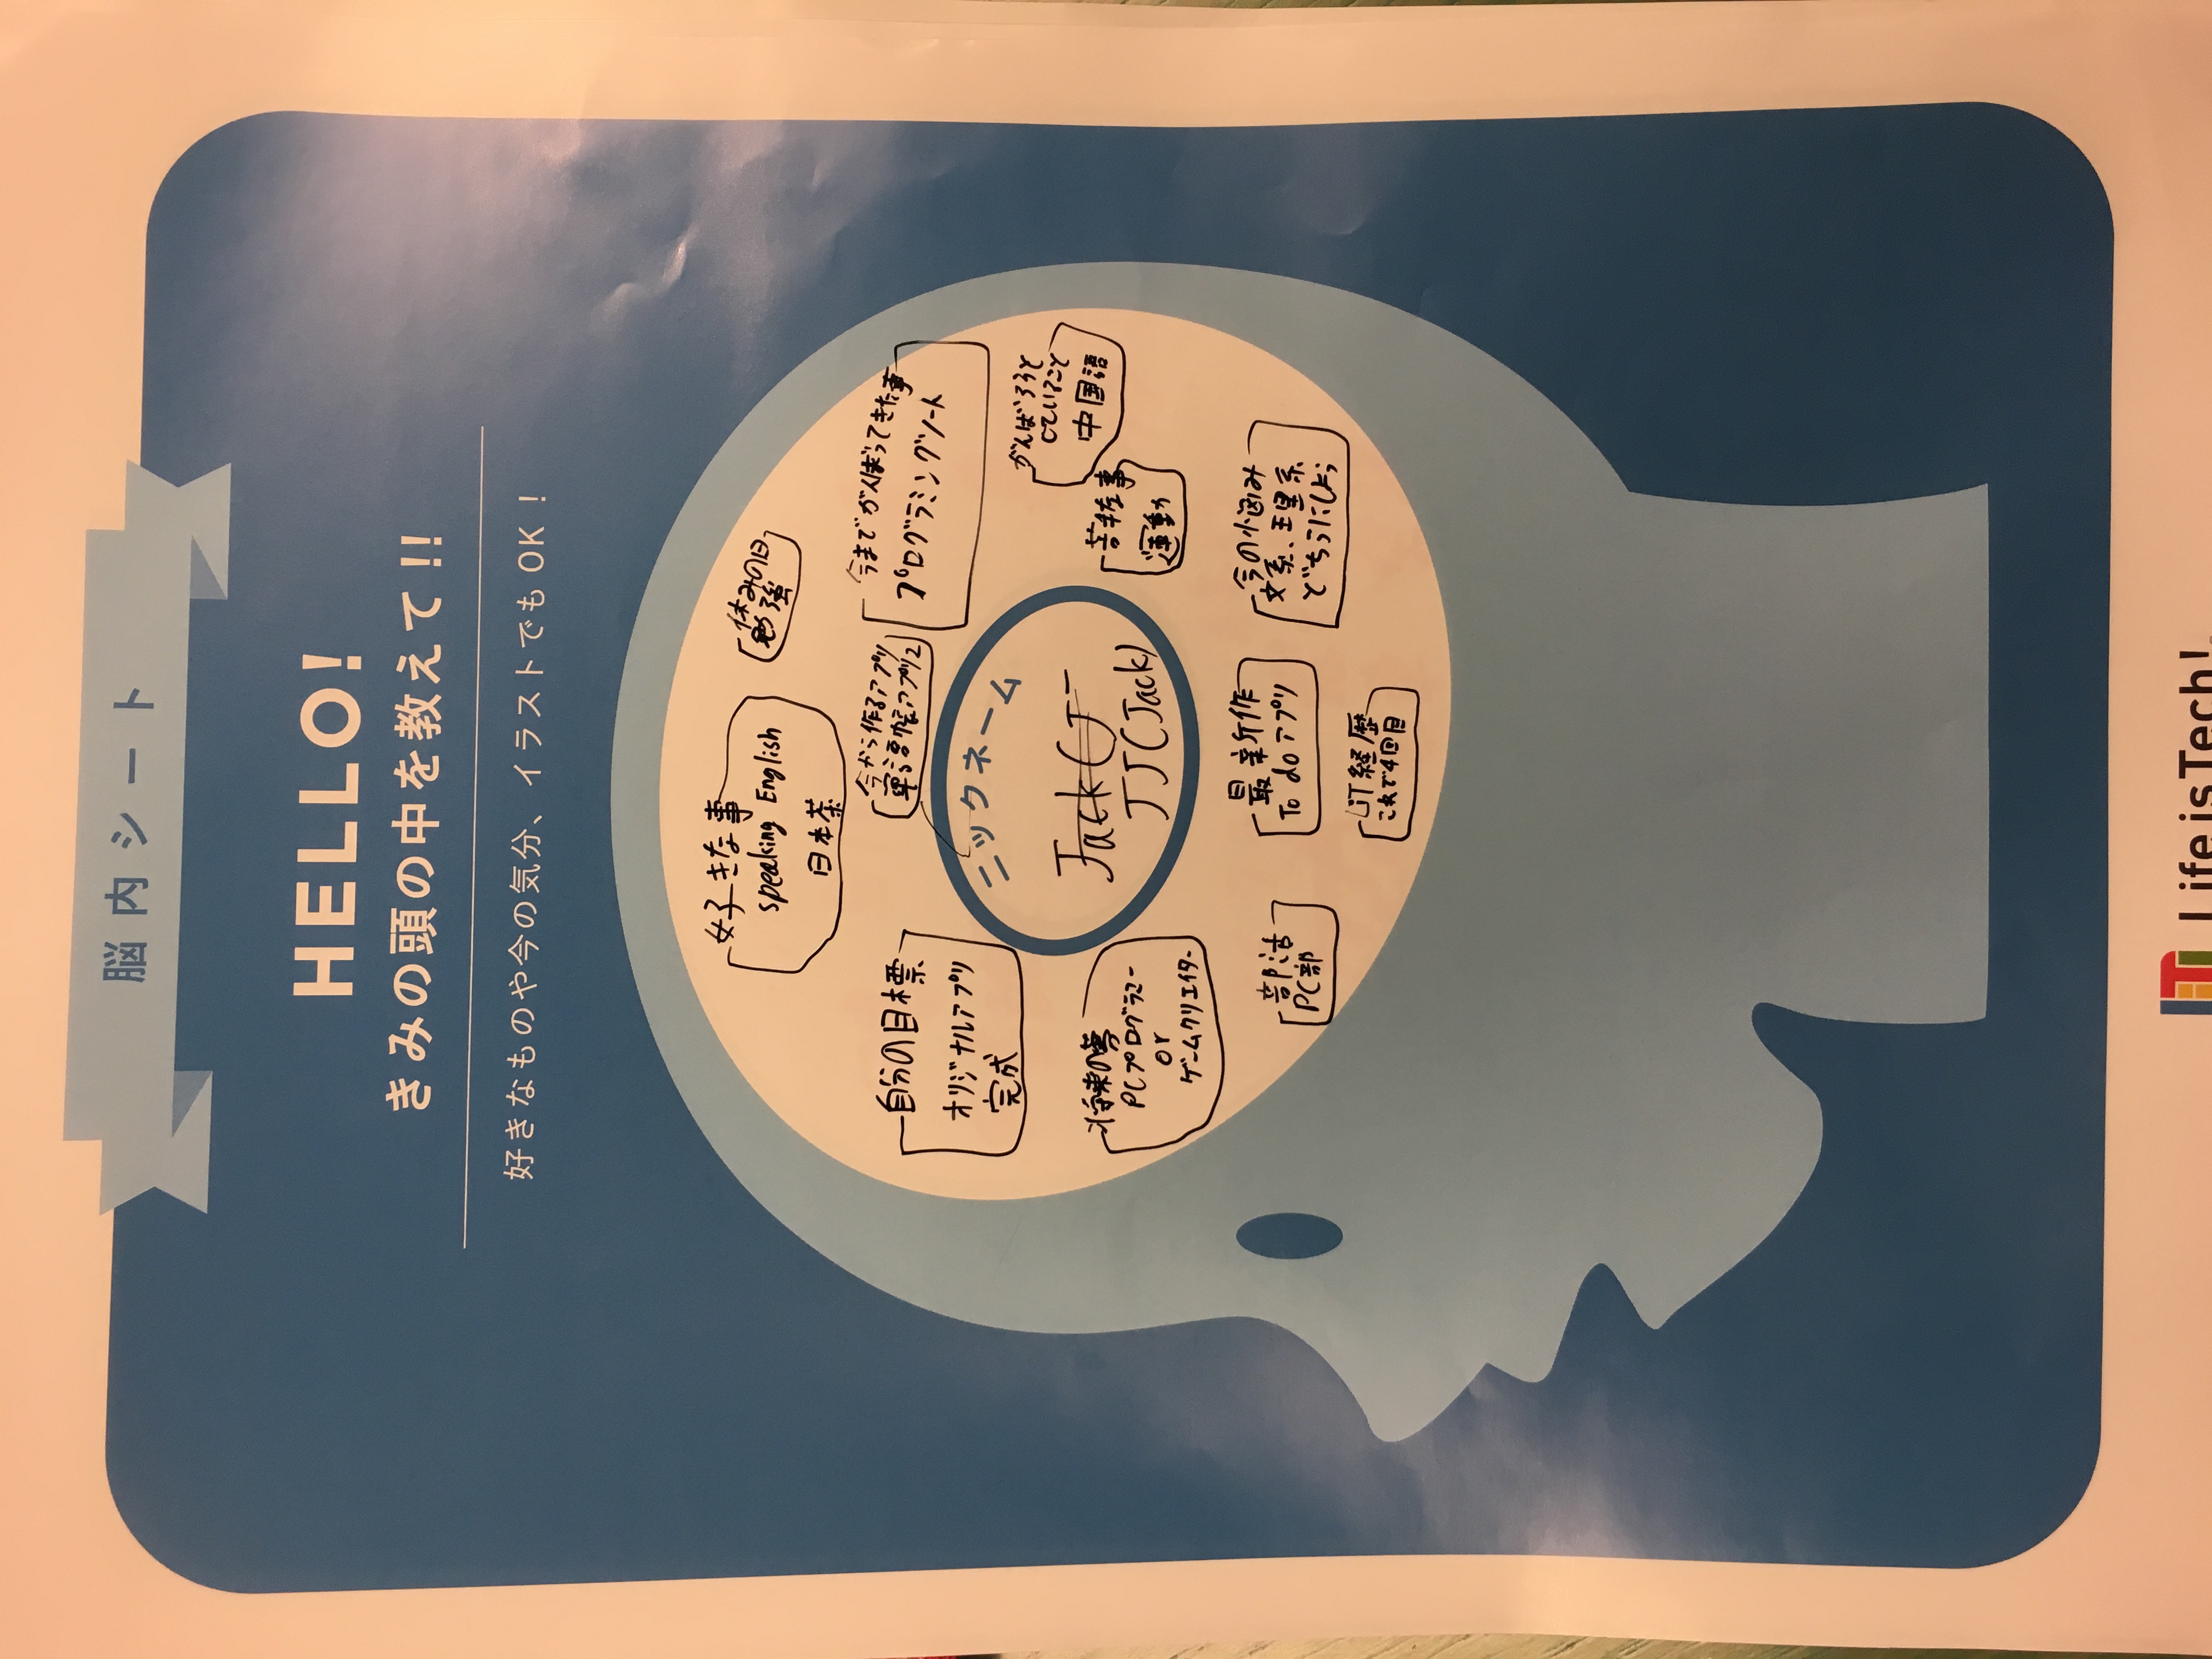 脳内シート
HELLO!
きみの頭の中を教えて!!
好きなものや今の気分、イラストでもOK!
好きな事
speaking English
日本茶
休みの日
勉強
今から作るアプリ
単語帳アプリ2
今までがんばってきた事
プログラミングゾート
自分の目標
オリジナルアプリ
完成
ニックネーム
Jack(J
JJ(Jack)
がんばろうと
していること
中国語
苦手な事
運動
将来の夢
PCプログラマー
or
ゲームクリエイター
部活
PC部
最新作
To do アプリ
今の悩み
文系、理系
どちらにしよう
LiT経歴
これで4回目
Life is Tech!